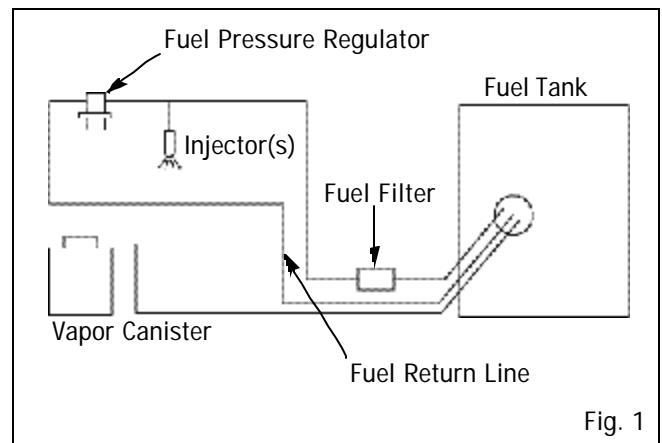 Fuel Pressure Regulator
Fuel Tank
Injector(s)
Fuel Filter
Vapor Canister
Fuel Return Line
Fig. 1